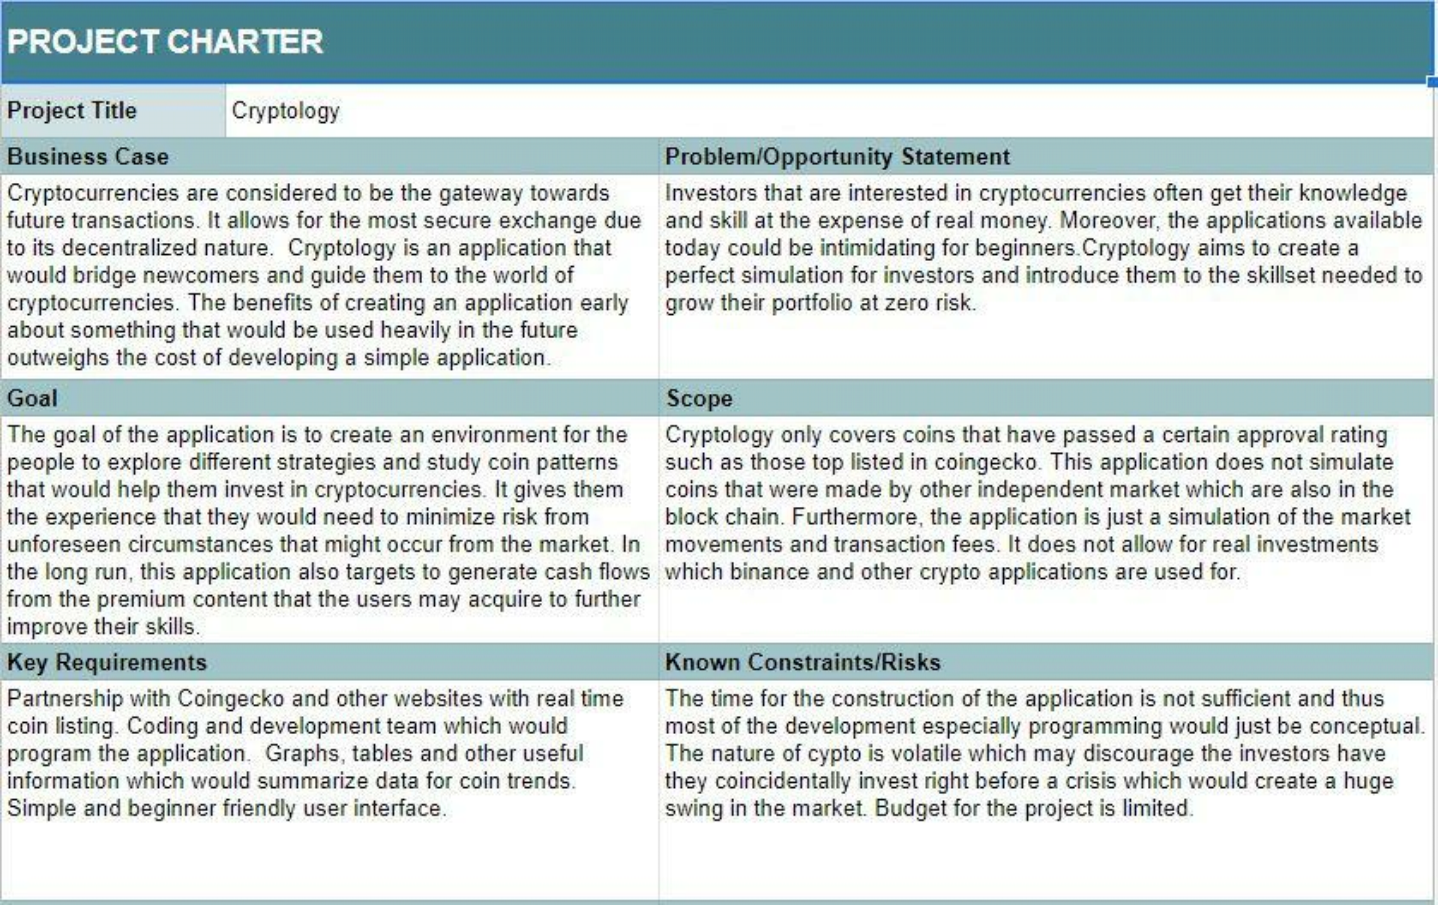 PROJECT CHARTER
Project Title
Cryptology
Business Case
Cryptocurrencies are considered to be the gateway towards
future transactions. It allows for the most secure exchange due
to its decentralized nature.  Cryptology is an application that
would bridge newcomers and guide them to the world of
cryptocurrencies. The benefits of creating an application early
about something that would be used heavily in the future
outweighs the cost of developing a simple application.
Problem/Opportunity Statement
Investors that are interested in cryptocurrencies often get their knowledge
and skill at the expense of real money. Moreover, the applications available
today could be intimidating for beginners.Cryptology aims to create a
perfect simulation for investors and introduce them to the skillset needed to
grow their portfolio at zero risk.
Goal
The goal of the application is to create an environment for the
people to explore different strategies and study coin patterns
that would help them invest in cryptocurrencies. It gives them
the experience that they would need to minimize risk from
unforeseen circumstances that might occur from the market. In
the long run, this application also targets to generate cash flows
from the premium content that the users may acquire to further
improve their skills.
Scope
Cryptology only covers coins that have passed a certain approval rating
such as those top listed in coingecko. This application does not simulate
coins that were made by other independent market which are also in the
block chain. Furthermore, the application is just a simulation of the market
movements and transaction fees. It does not allow for real investments
which binance and other crypto applications are used for.
Key Requirements
Partnership with Coingecko and other websites with real time
coin listing. Coding and development team which would
program the application.  Graphs, tables and other useful
information which would summarize data for coin trends.
Simple and beginner friendly user interface.
Known Constraints/Risks
The time for the construction of the application is not sufficient and thus
most of the development especially programming would just be conceptual.
The nature of cypto is volatile which may discourage the investors have
they coincidentally invest right before a crisis which would create a huge
swing in the market. Budget for the project is limited.